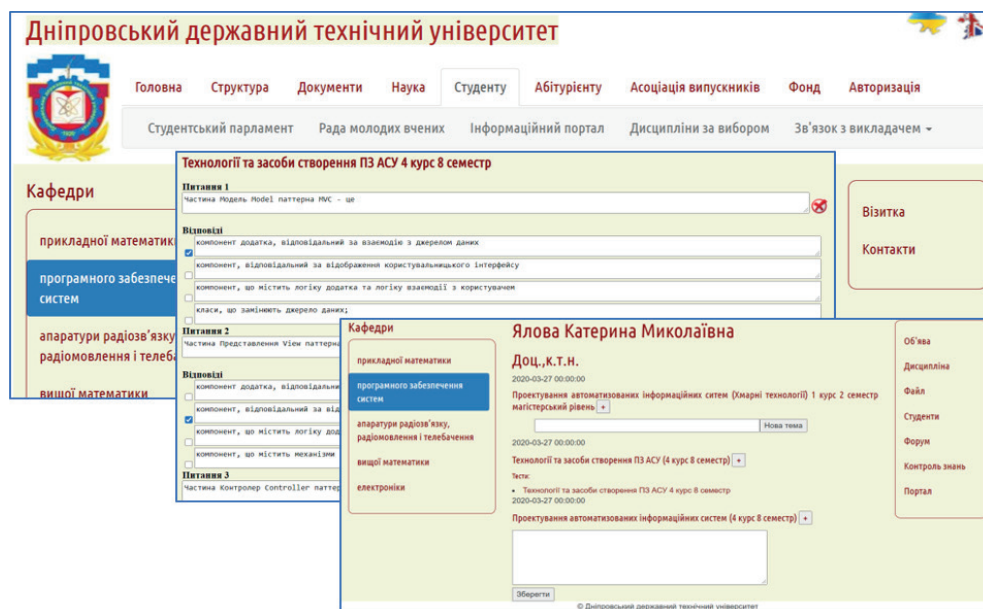 Дніпровський державний технічний університет
Головна Структура Документи Наука Студенту Абітурієнту Асоціація випускників Фонд Авторизація
Студентський парламент Рада молодих вчених Інформаційний портал Дисципліни за вибором Зв'язок з викладачем
Кафедри
прикладної математики
програмного забезпече
систем
апаратури радіозв'язку
радіомовлення і телеба
вищої математики
Візитка
Контакти
Технології та засоби створення ПЗ АСУ 4 курс 8 семестр
Питання 1
Частина Модель Model паттерна MVC - це
Відповіді
компонент додатка, відповідальний за взаємодію з джерелом даних
компонент, відповідальний за відображення користувальницького інтерфейсу
компонент, що містить логіку додатка та логіку взаємодії з користувачем
класи, що замінюють джерело даних;
Питання 2
Частина Представлення View паттерна
Відповіді
компонент додатка, відповідальни
компонент, відповідальний за від
компонент, що містить логіку дод
компонент, що містить механізми
Питання 3
Частина Контролер Controller паттер
Кафедри
прикладної математики
програмного забезпечення
систем
апаратури радіозв'язку,
радіомовлення і телебачення
вищої математики
електроніки
Ялова Катерина Миколаївна
Доц.,к.т.н.
2020-03-27 00:00:00
Проектування автоматизованих інформаційних ситем (Хмарні технології) 1 курс 2 семестр
магістерський рівень +
Нова тема
2020-03-27 00:00:00
Технології та засоби створення ПЗ АСУ (4 курс 8 семестр) +
Тести:
Технології та засоби створення ПЗ АСУ 4 курс 8 семестр
2020-03-27 00:00:00
Проектування автоматизованих інформаційних систем (4 курс 8 семестр) +
Зберегти
© Дніпровський державний технічний університет
Об'ява
Дисципліна
Файл
Студенти
Форум
Контроль знань
Портал